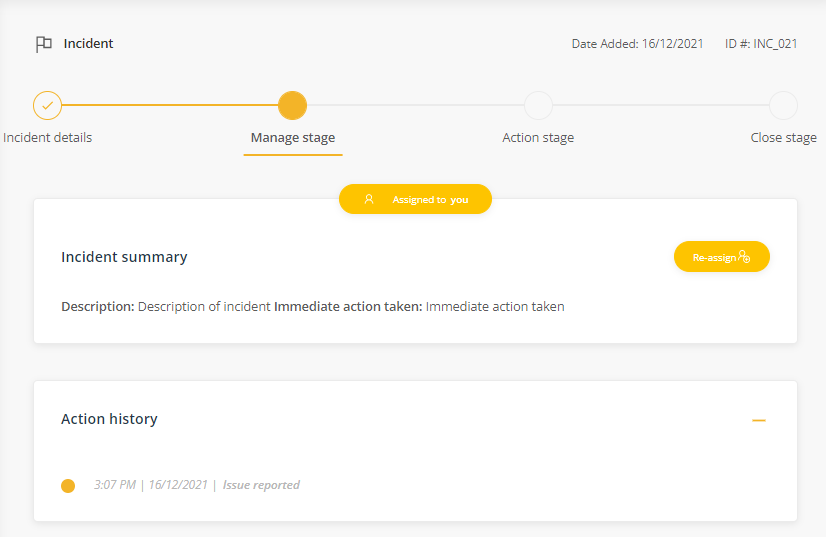 Incident
Date Added: 16/12/2021 ID #: INC_021
Incident details
Manage stage
Action stage
Close stage
Assigned to you
Incident summary
Re-assign
Description: Description of incident Immediate action taken: Immediate action taken
Action history
3:07 PM | 16/12/2021 | Issue reported